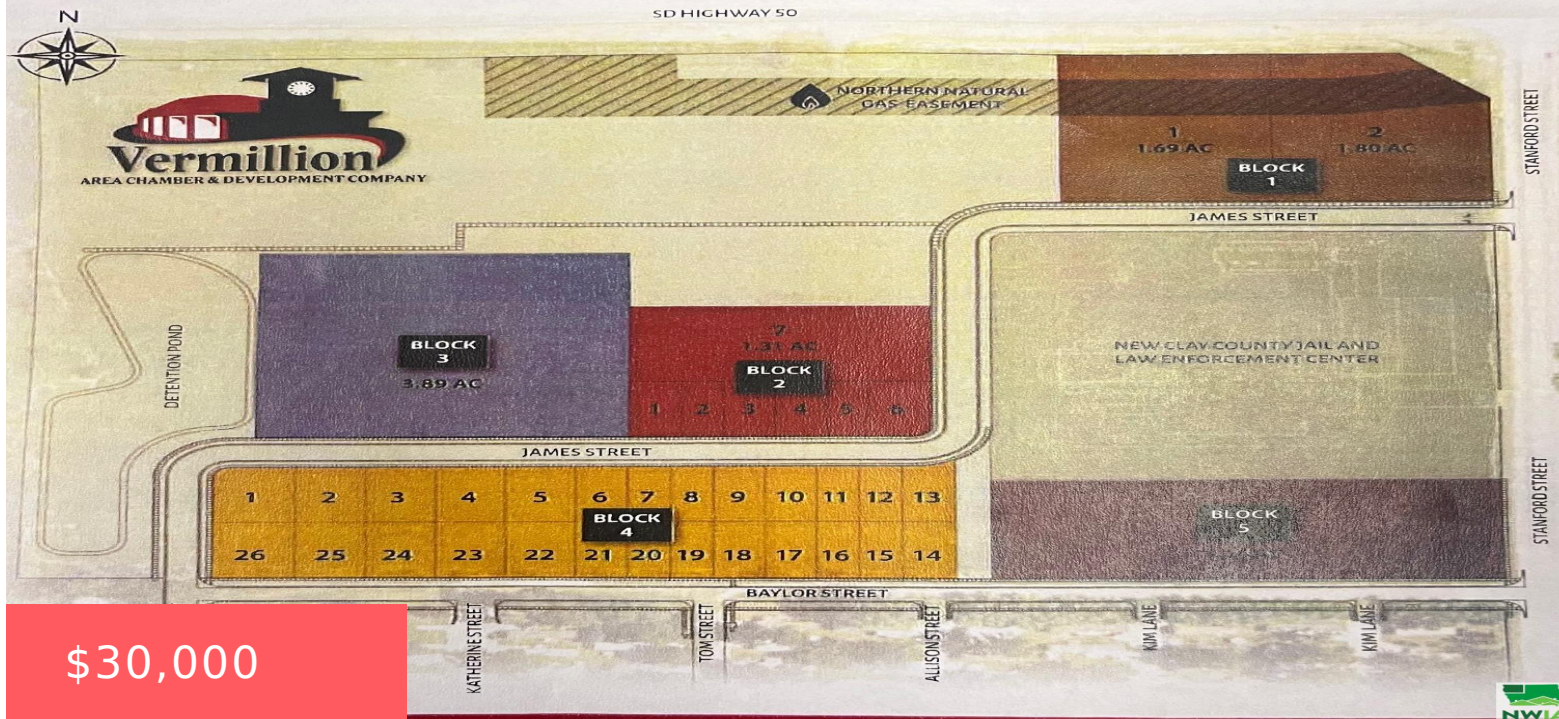 N
SD HIGHWAY 50
NORTHERN NATURAL
GAS EASEMENT
Vermillion
AREA CHAMBER & DEVELOPMENT COMPANY
STANFORD STREET
1
1.69 AC
2
1.80 AC
BLOCK
1
JAMES STREET
DETENTION POND
BLOCK
3
3.89 AC
7
1.31 AC
BLOCK
2
1 2 3 4 5 6
NEW CLAY COUNTY JAIL AND
LAW ENFORCEMENT CENTER
JAMES STREET
1 2 3 4 5 6 7 8 9 10 11 12 13
BLOCK
4
26 25 24 23 22 21 20 19 18 17 16 15 14
BLOCK
5
STANFORD STREET
BAYLOR STREET
KATHERINE STREET
TOM STREET
ALLISON STREET
KIM LANE
KIM LANE
$30,000